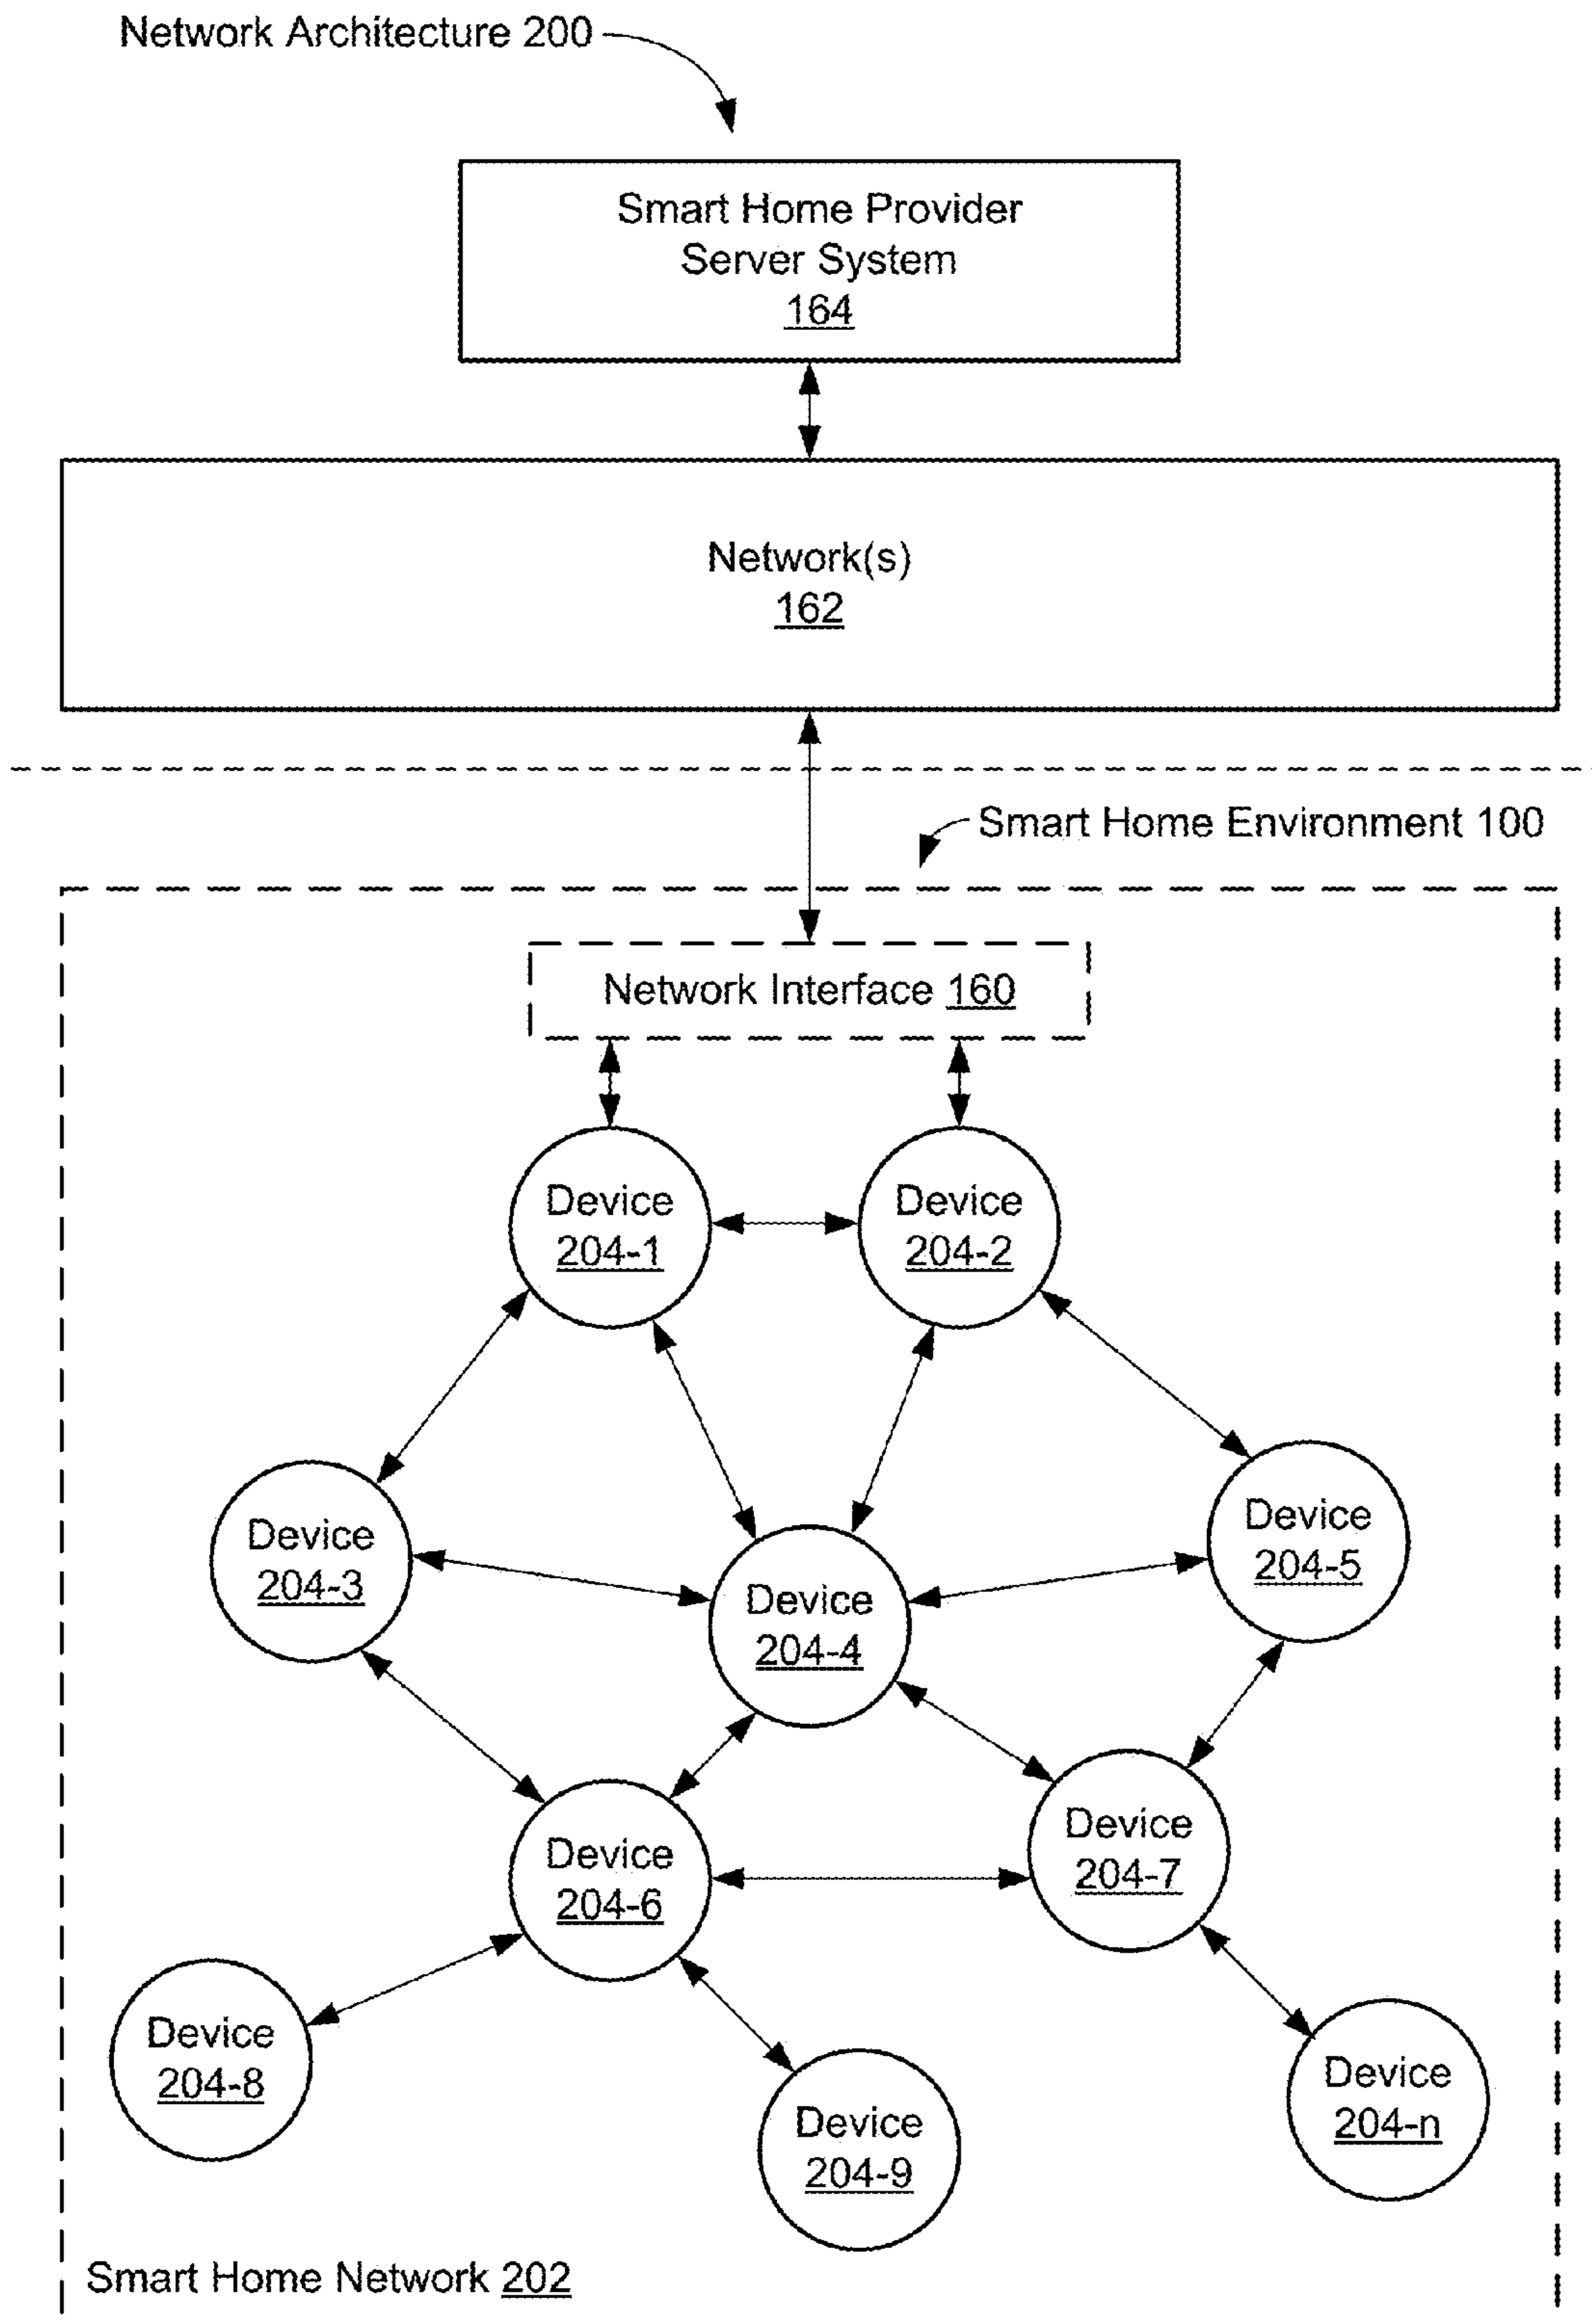 Network Architecture 200
Smart Home Provider
Server System
164
Network(s)
162
Smart Home Environment 100
Network Interface 160
Device
204-1
Device
204-2
Device
204-3
Device
204-4
Device
204-5
Device
204-6
Device
204-7
Device
204-8
Device
204-9
Device
204-n
Smart Home Network 202